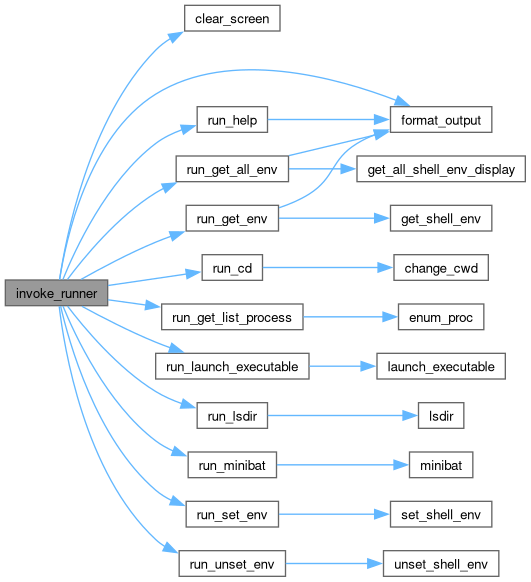 clear_screen
run_help
format_output
run_get_all_env
get_all_shell_env_display
run_get_env
get_shell_env
run_cd
change_cwd
invoke_runner
run_get_list_process
enum_proc
run_launch_executable
launch_executable
run_lsdir
lsdir
run_minibat
minibat
run_set_env
set_shell_env
run_unset_env
unset_shell_env